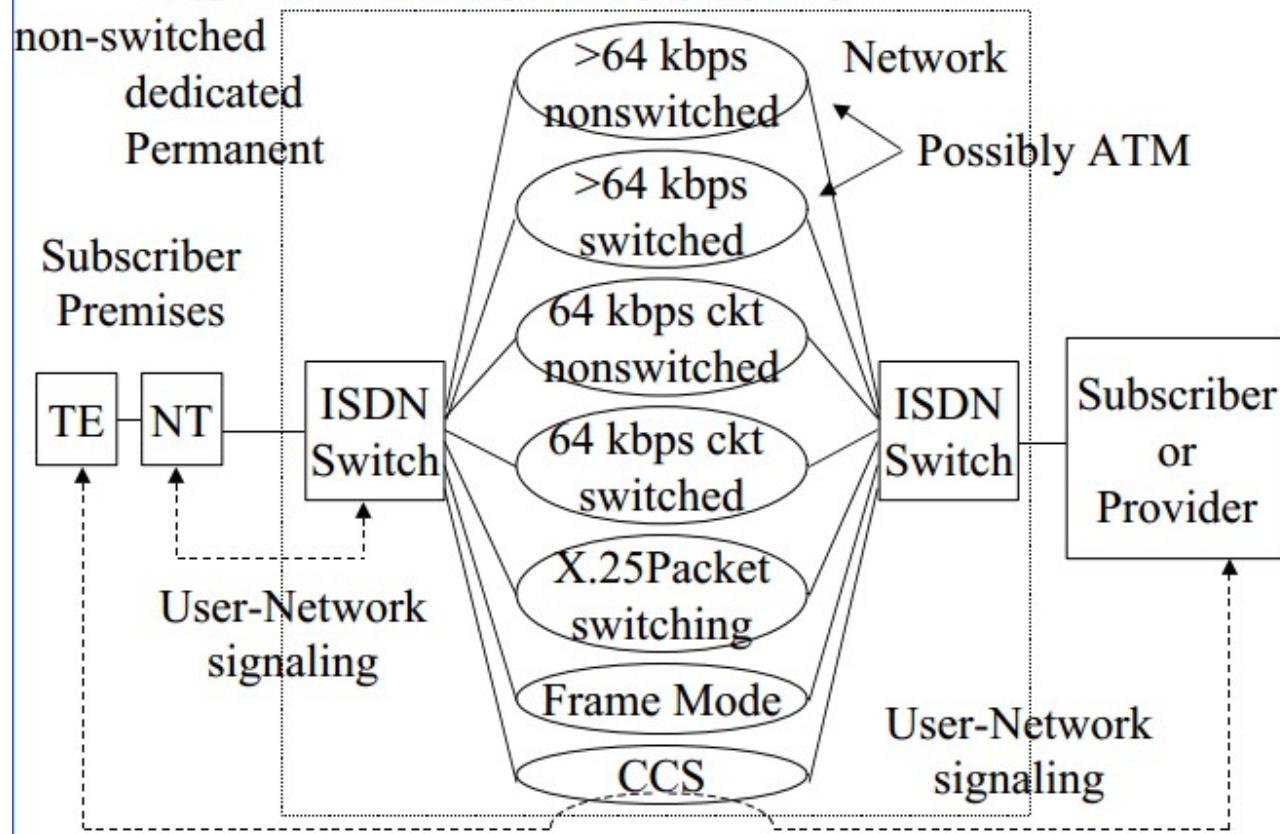 non-switched
dedicated
Permanent
>64 kbps
nonswitched
Network
Possibly ATM
>64 kbps
switched
Subscriber
Premises
64 kbps ckt
nonswitched
TE
NT
ISDN
Switch
ISDN
Switch
Subscriber
or
Provider
64 kbps ckt
switched
X.25Packet
switching
User-Network
signaling
Frame Mode
User-Network
signaling
CCS